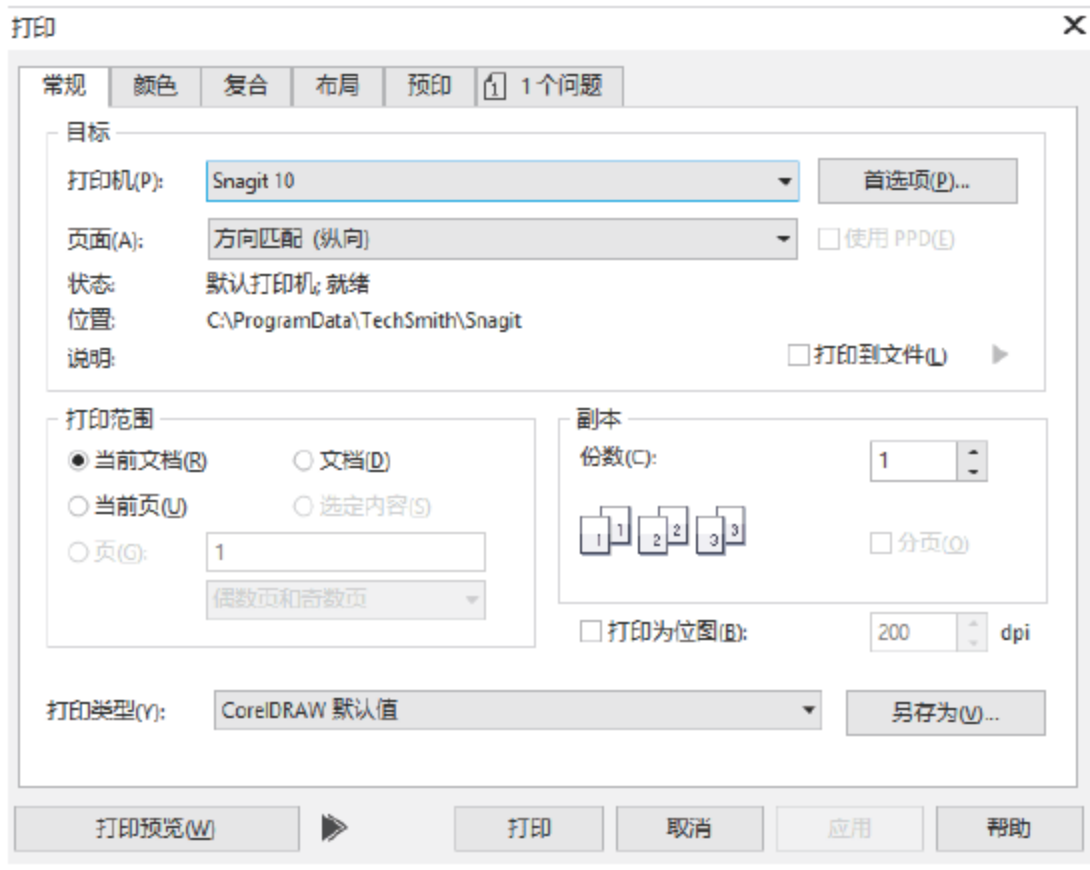 打印
常规 颜色 复合 布局 预印 1 1 个问题
目标
打印机(P): Snagit 10 首选项(P)...
页面(A): 方向匹配 (纵向) 使用 PPD(E)
状态: 默认打印机; 就绪
位置: C:\ProgramData\TechSmith\Snagit
说明: 打印到文件(L)
打印范围 副本
当前文档(R) 文档(D) 份数(C): 1
当前页(U) 选定内容(S) 1 1 2 2 3 3
页(G): 1 分页(O)
偶数页和奇数页
打印为位图(B): 200 dpi
打印类型(Y): CorelDRAW 默认值 另存为(V)...
打印预览(W) 打印 取消 应用 帮助